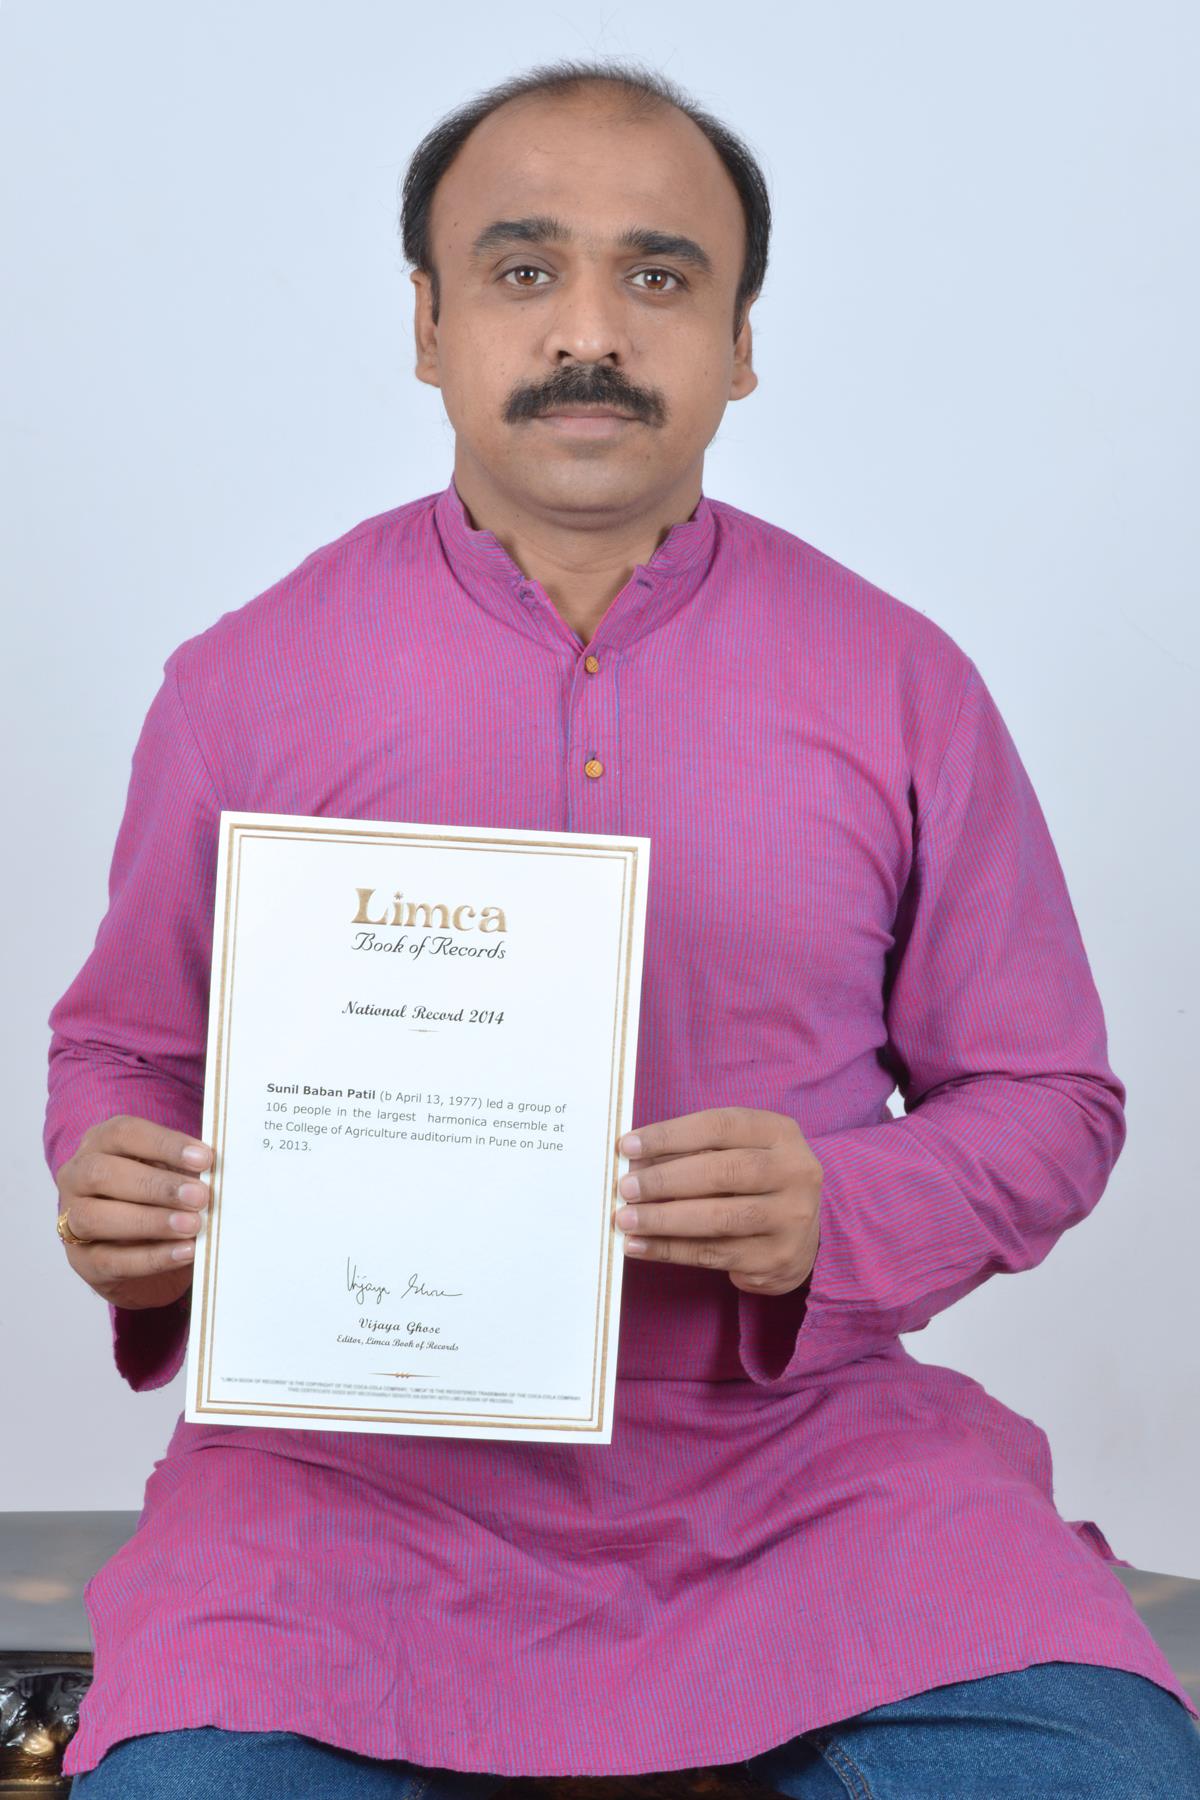 Limca
Book of Records
National Record 2014
Sunil Baban Patil (b April 13, 1977) led a group of
106 people in the largest harmonica ensemble at
the College of Agriculture auditorium in Pune on June
9, 2013.
Vijaya Ghose
Vijaya Ghose
Editor, Limca Book of Records
"LIMCA BOOK OF RECORDS" IS THE COPYRIGHT OF THE COCA-COLA COMPANY. "LIMCA" IS THE REGISTERED TRADEMARK OF THE COCA-COLA COMPANY.
THIS CERTIFICATE DOES NOT NECESSARILY DENOTE AN ENTRY INTO LIMCA BOOK OF RECORDS.